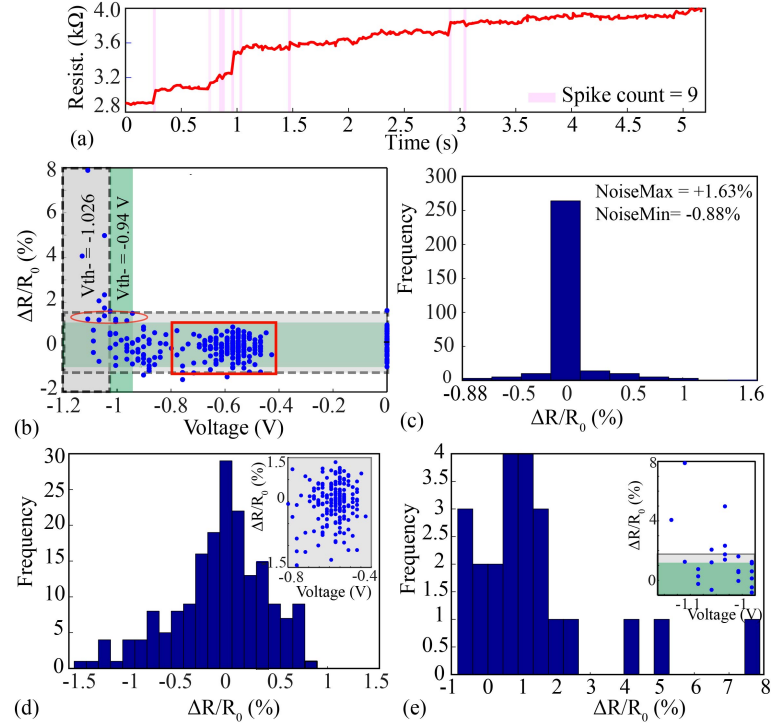 4.0
3.6
3.2
2.8
Resist. (kΩ)
Spike count = 9
0 0.5 1 1.5 2 2.5 3 3.5 4 4.5 5
(a) Time (s)
8
6
4
2
0
-2
ΔR/R0 (%)
Vth- = -1.026
Vth- = -0.94 V
-1.2 -1 -0.8 -0.6 -0.4 -0.2 0
(b) Voltage (V)
300
250
200
150
100
50
0
Frequency
NoiseMax = +1.63%
NoiseMin= -0.88%
-0.88 -0.5 0 0.5 1 1.6
(c) ΔR/R0 (%)
30
25
20
15
10
5
0
Frequency
1.5
0
1.5
ΔR/R0 (%)
-0.8 -0.4
Voltage (V)
-1.5 -1 -0.5 0 0.5 1 1.5
(d) ΔR/R0 (%)
4
3.5
3
2.5
2
1.5
1
0.5
0
Frequency
8
4
0
ΔR/R0 (%)
-1.1 -1
Voltage (V)
-1 0 1 2 3 4 5 6 7 8
(e) ΔR/R0 (%)